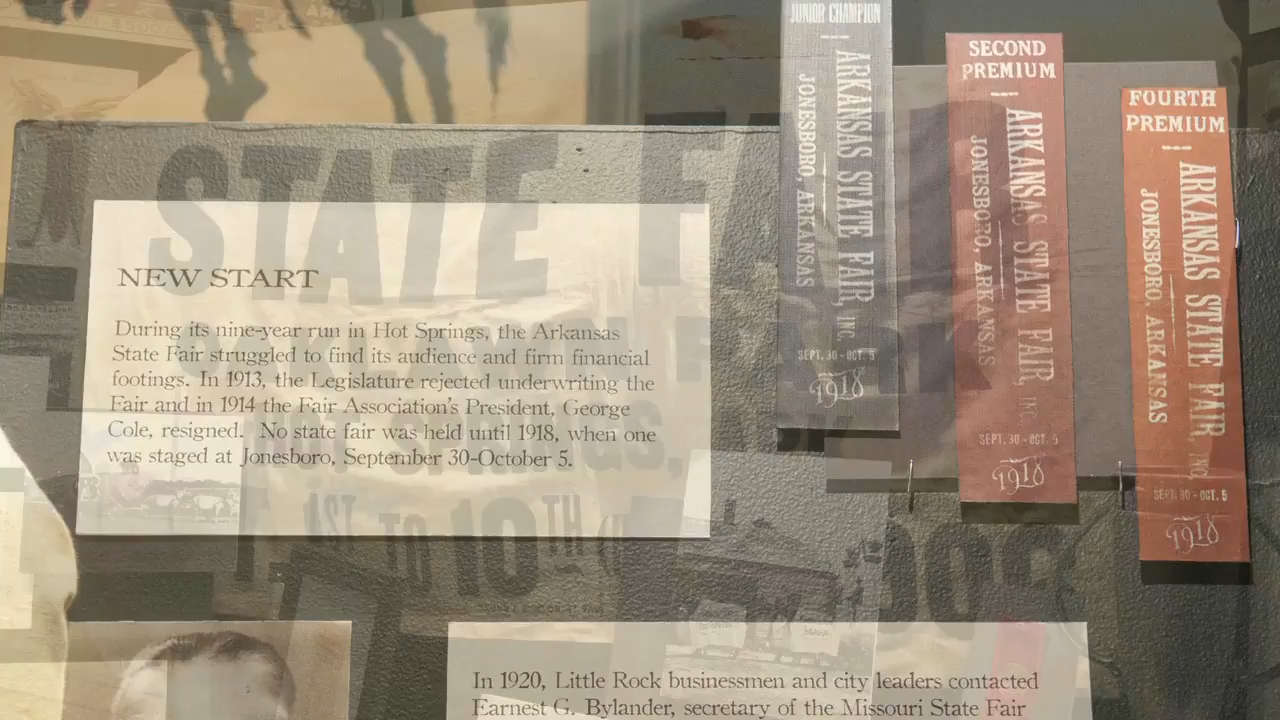 JUNIOR CHAMPION
ARKANSAS STATE FAIR, INC.
JONESBORO, ARKANSAS
SEPT. 30 - OCT. 5
1918
SECOND
PREMIUM
ARKANSAS STATE FAIR, INC.
JONESBORO, ARKANSAS
SEPT. 30 - OCT. 5
1918
FOURTH
PREMIUM
ARKANSAS STATE FAIR, INC.
JONESBORO, ARKANSAS
SEPT. 30 - OCT. 5
1918
STATE FA
SPRINGS,
1ST TO 10TH
NEW START
During its nine-year run in Hot Springs, the Arkansas
State Fair struggled to find its audience and firm financial
footings. In 1913, the Legislature rejected underwriting the
Fair and in 1914 the Fair Association's President, George
Cole, resigned. No state fair was held until 1918, when one
was staged at Jonesboro, September 30-October 5.
In 1920, Little Rock businessmen and city leaders contacted
Earnest G. Bylander, secretary of the Missouri State Fair